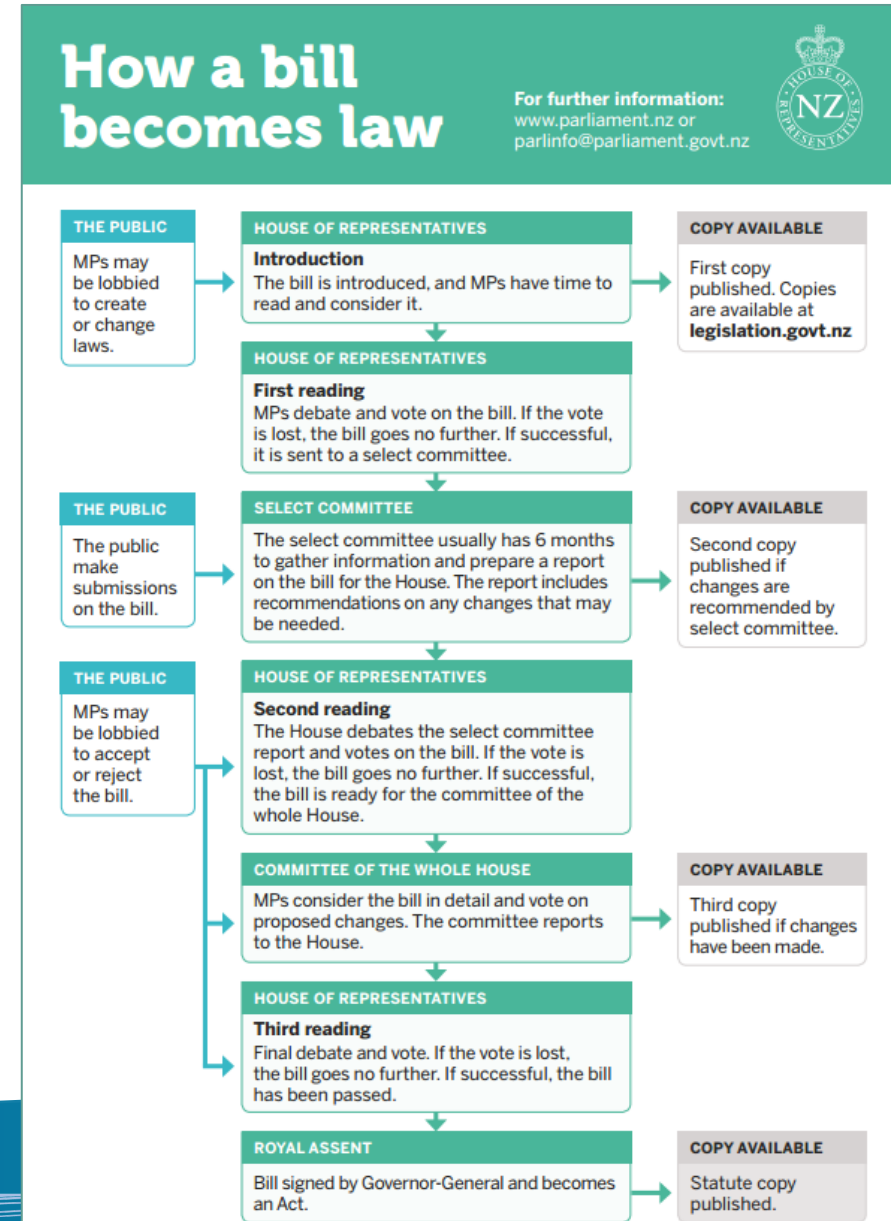 How a bill
becomes law
For further information:
www.parliament.nz or
parlinfo@parliament.govt.nz
HOUSE OF
REPRESENTATIVES
NZ
THE PUBLIC
MPs may
be lobbied
to create
or change
laws.
HOUSE OF REPRESENTATIVES
Introduction
The bill is introduced, and MPs have time to
read and consider it.
COPY AVAILABLE
First copy
published. Copies
are available at
legislation.govt.nz
HOUSE OF REPRESENTATIVES
First reading
MPs debate and vote on the bill. If the vote
is lost, the bill goes no further. If successful,
it is sent to a select committee.
THE PUBLIC
The public
make
submissions
on the bill.
SELECT COMMITTEE
The select committee usually has 6 months
to gather information and prepare a report
on the bill for the House. The report includes
recommendations on any changes that may
be needed.
COPY AVAILABLE
Second copy
published if
changes are
recommended by
select committee.
THE PUBLIC
MPs may
be lobbied
to accept
or reject
the bill.
HOUSE OF REPRESENTATIVES
Second reading
The House debates the select committee
report and votes on the bill. If the vote is
lost, the bill goes no further. If successful,
the bill is ready for the committee of the
whole House.
COMMITTEE OF THE WHOLE HOUSE
MPs consider the bill in detail and vote on
proposed changes. The committee reports
to the House.
COPY AVAILABLE
Third copy
published if changes
have been made.
HOUSE OF REPRESENTATIVES
Third reading
Final debate and vote. If the vote is lost,
the bill goes no further. If successful, the bill
has been passed.
ROYAL ASSENT
Bill signed by Governor-General and becomes
an Act.
COPY AVAILABLE
Statute copy
published.